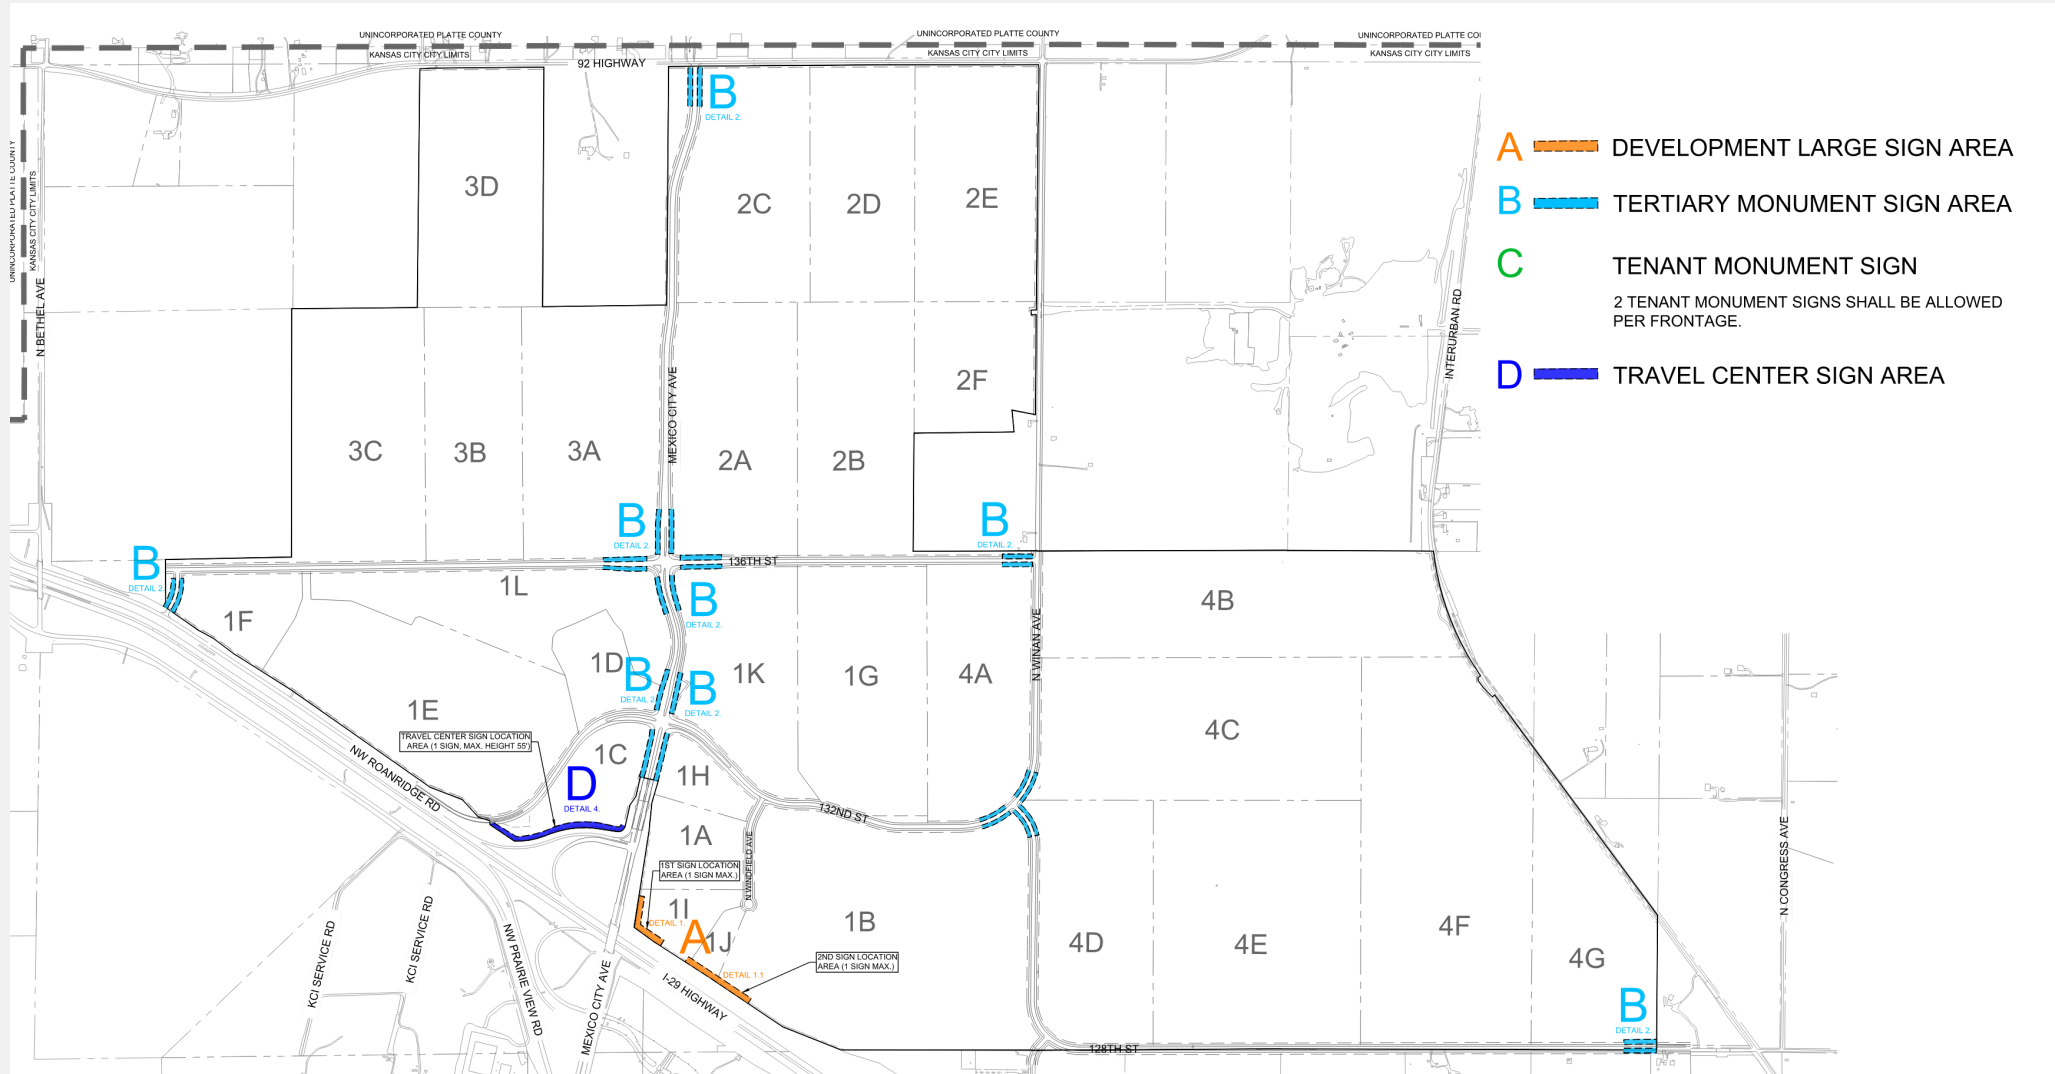 UNINCORPORATED PLATTE COUNTY
KANSAS CITY CITY LIMITS
92 HIGHWAY
UNINCORPORATED PLATTE COUNTY
KANSAS CITY CITY LIMITS
UNINCORPORATED PLATTE COU
KANSAS CITY CITY LIMITS
UNINCORPORATED PLATTE COUNTY
KANSAS CITY CITY LIMITS
N BETHEL AVE
B
DETAIL 2.
3D
2C
2D
2E
A
DEVELOPMENT LARGE SIGN AREA
B
TERTIARY MONUMENT SIGN AREA
C
TENANT MONUMENT SIGN
2 TENANT MONUMENT SIGNS SHALL BE ALLOWED
PER FRONTAGE.
D
TRAVEL CENTER SIGN AREA
INTERURBAN RD
MEXICO CITY AVE
2F
3C
3B
3A
2A
2B
B
DETAIL 2.
B
DETAIL 2.
B
DETAIL 2.
136TH ST
1L
1F
B
DETAIL 2.
4B
N WINAN AVE
1D
B
DETAIL 2.
B
DETAIL 2.
1K
1G
4A
1E
4C
TRAVEL CENTER SIGN LOCATION
AREA (1 SIGN, MAX. HEIGHT 55')
1C
D
DETAIL 4.
1H
NW ROANRIDGE RD
132ND ST
1A
N WINDFIELD AVE
1ST SIGN LOCATION
AREA (1 SIGN MAX.)
1I
DETAIL 1.
A
1J
1B
DETAIL 1.1
2ND SIGN LOCATION
AREA (1 SIGN MAX.)
4D
4E
4F
4G
N CONGRESS AVE
KCI SERVICE RD
KCI SERVICE RD
NW PRAIRIE VIEW RD
MEXICO CITY AVE
I-29 HIGHWAY
B
DETAIL 2.
128TH ST